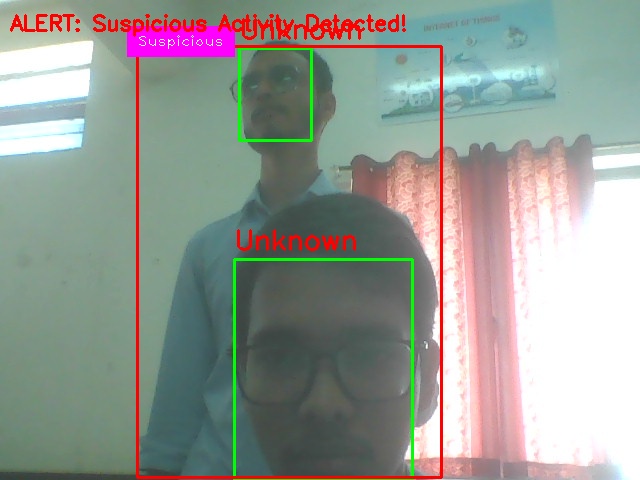 ALERT: Suspicious Activity Detected!
Unknown
Suspicious
INTERNET OF THINGS
Unknown